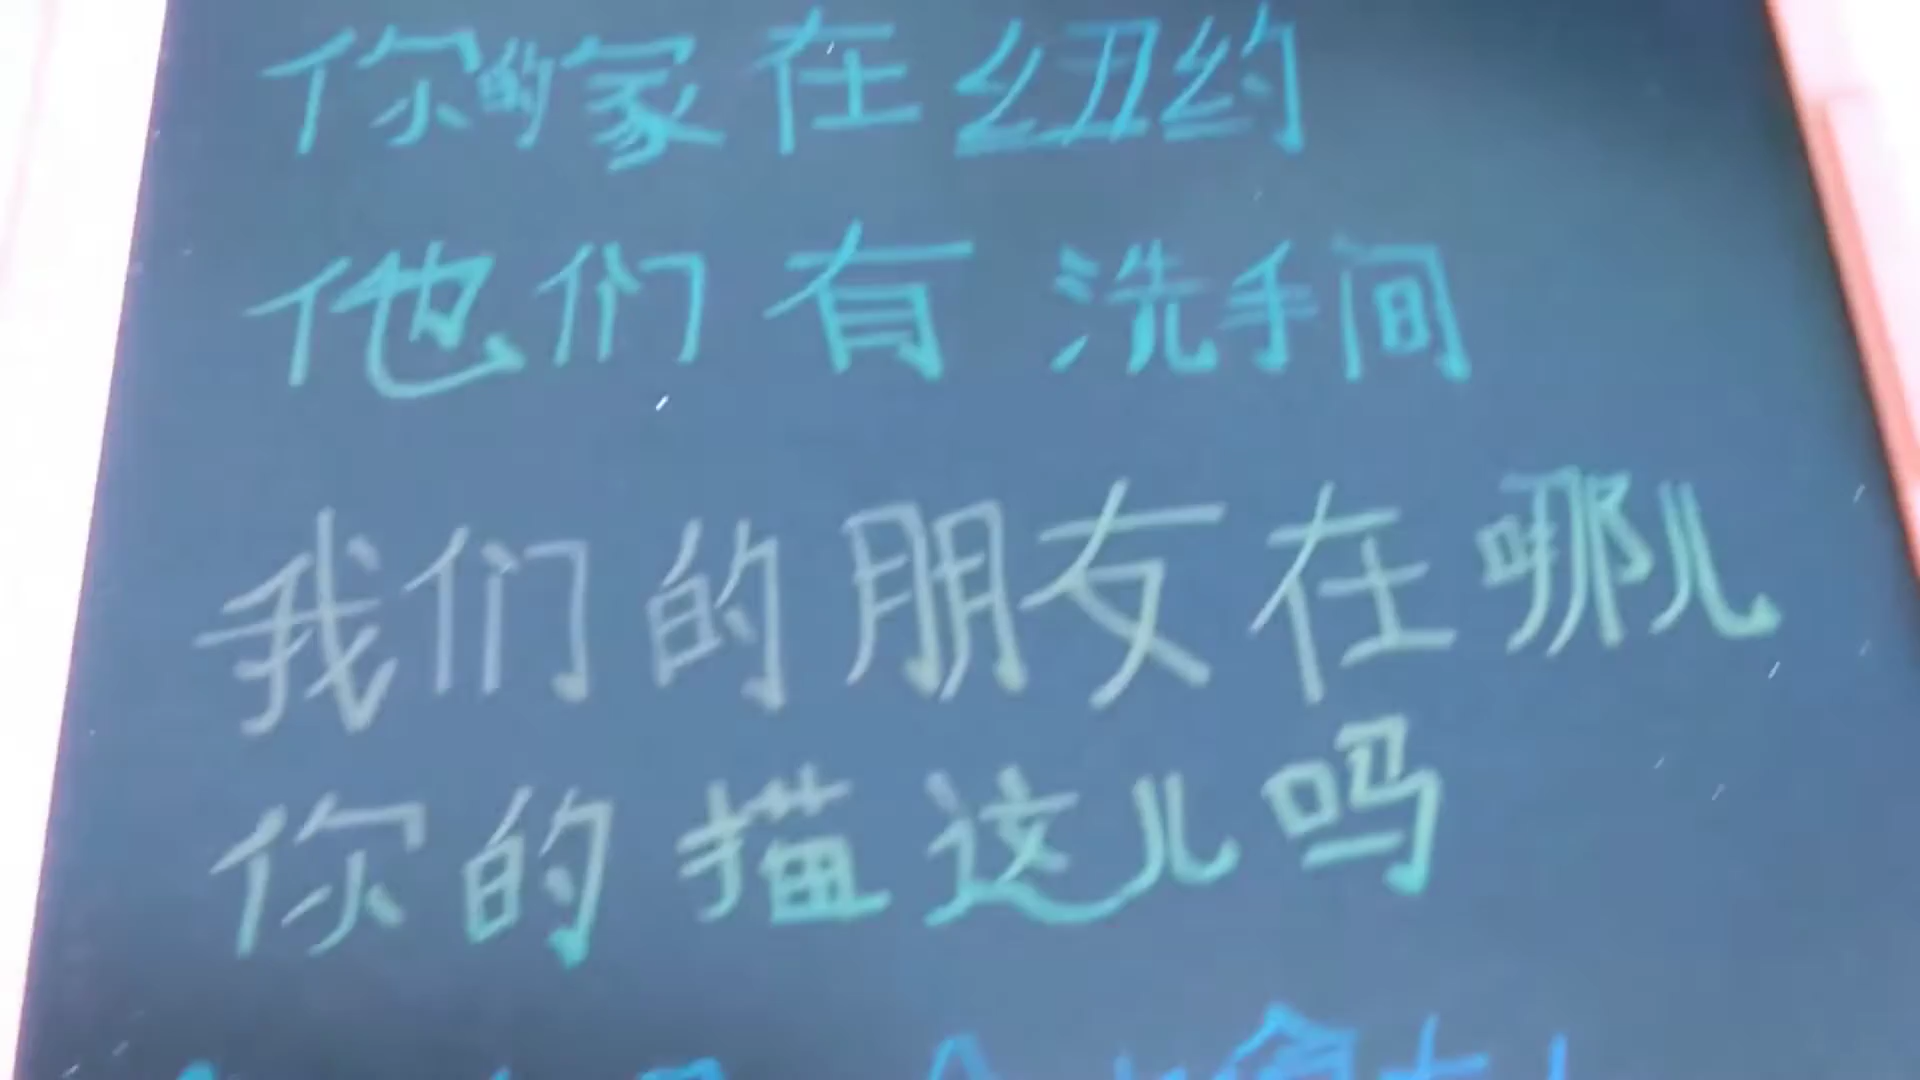 你的家在纽约
他们有洗手间
我们的朋友在哪儿
你的描这儿吗